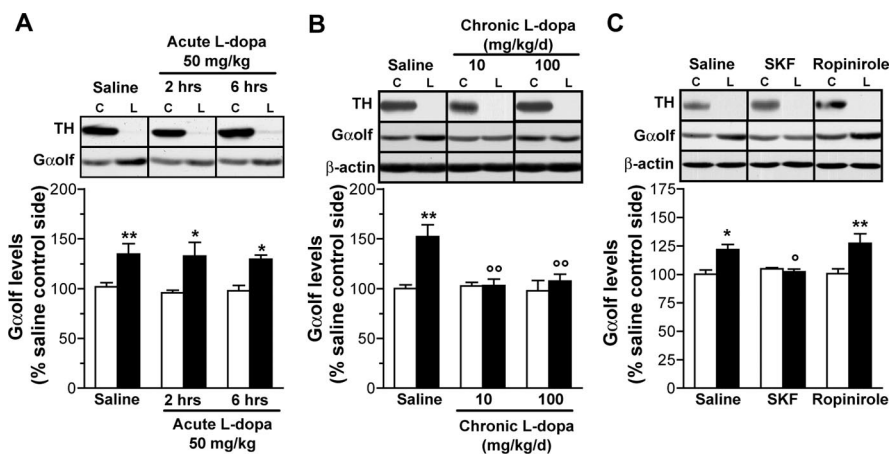 A
Acute L-dopa
50 mg/kg
Saline
2 hrs
6 hrs
C L C L C L
TH
Gαolf
Gαolf levels
(% saline control side)
200
150
100
50
0
** * *
Saline
2 hrs
6 hrs
Acute L-dopa
50 mg/kg
B
Chronic L-dopa
(mg/kg/d)
Saline
10
100
C L C L C L
TH
Gαolf
β-actin
Gαolf levels
(% saline control side)
200
150
100
50
0
** °° °°
Saline
10
100
Chronic L-dopa
(mg/kg/d)
C
Saline
SKF
Ropinirole
C L C L C L
TH
Gαolf
β-actin
Gαolf levels
(% saline control side)
175
150
125
100
75
50
25
0
* ° **
Saline
SKF
Ropinirole